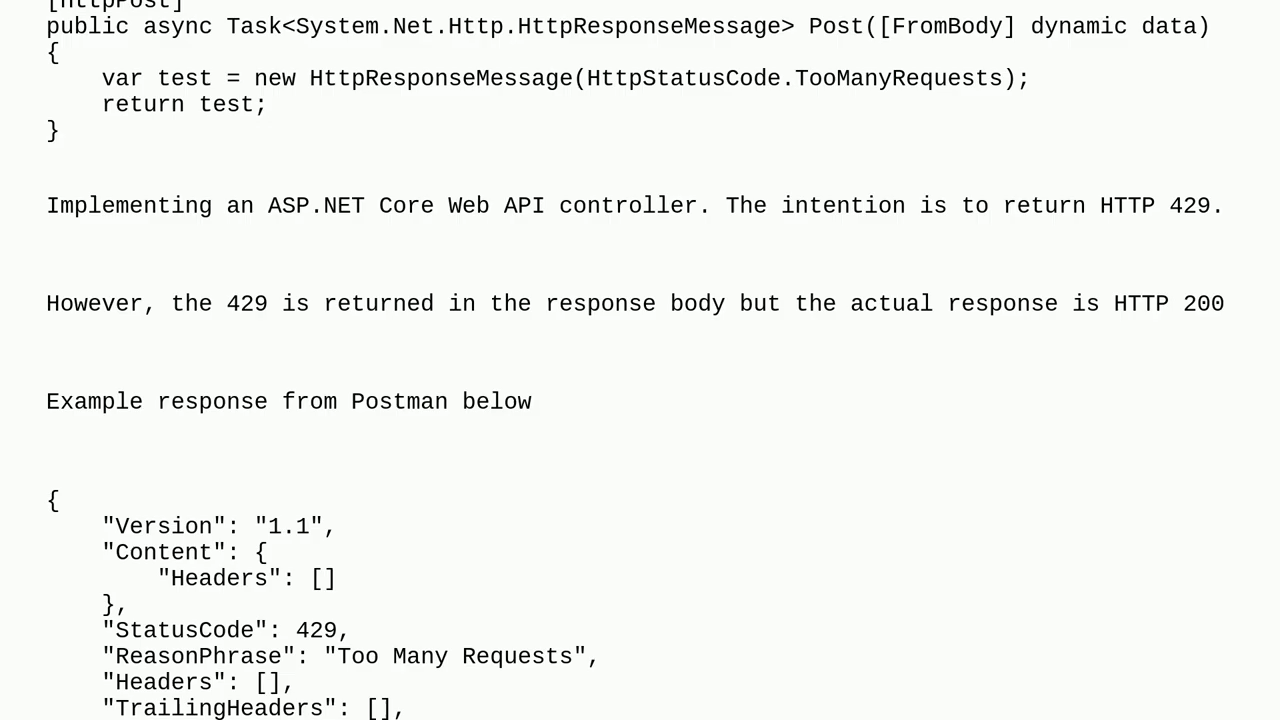 [HttpPost]
public async Task<System.Net.Http.HttpResponseMessage> Post([FromBody] dynamic data)
{
    var test = new HttpResponseMessage(HttpStatusCode.TooManyRequests);
    return test;
}
Implementing an ASP.NET Core Web API controller. The intention is to return HTTP 429.
However, the 429 is returned in the response body but the actual response is HTTP 200
Example response from Postman below
{
    "Version": "1.1",
    "Content": {
        "Headers": []
    },
    "StatusCode": 429,
    "ReasonPhrase": "Too Many Requests",
    "Headers": [],
    "TrailingHeaders": [],